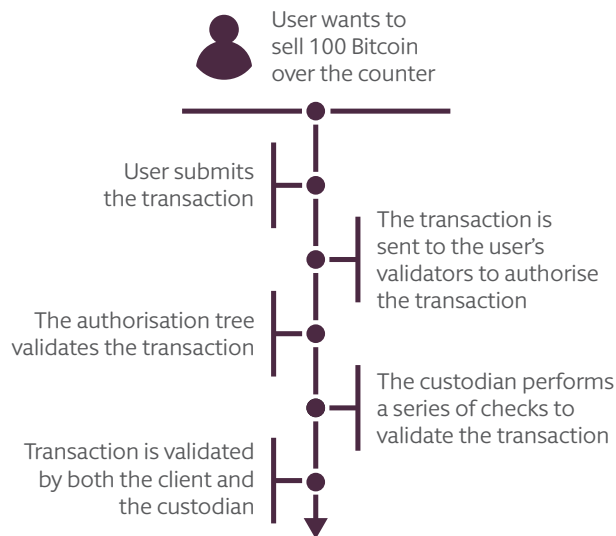 User wants to
sell 100 Bitcoin
over the counter
User submits
the transaction
The transaction is
sent to the user's
validators to authorise
the transaction
The authorisation tree
validates the transaction
The custodian performs
a series of checks to
validate the transaction
Transaction is validated
by both the client and
the custodian